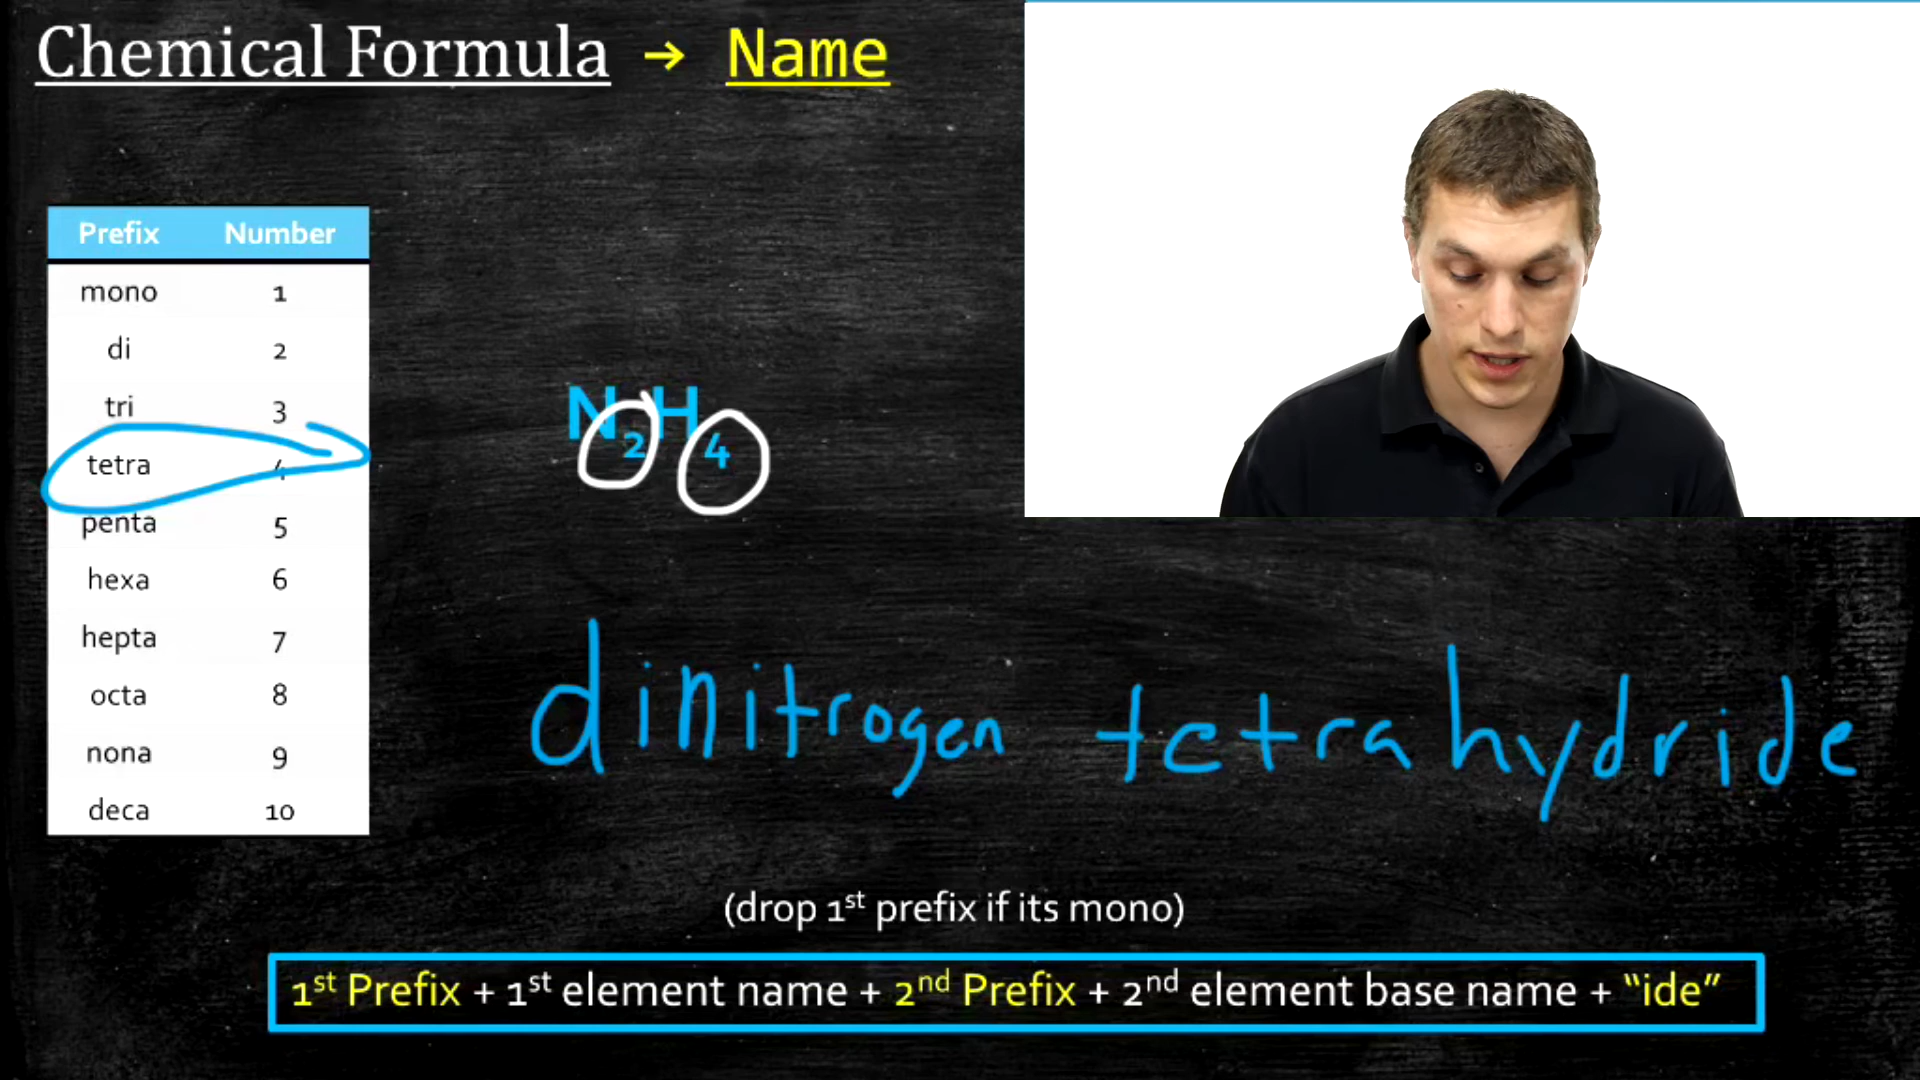 Chemical Formula → Name
Prefix Number
mono 1
di 2
tri 3
tetra 4
penta 5
hexa 6
hepta 7
octa 8
nona 9
deca 10
N₂H₄
dinitrogen tetrahydride
(drop 1st prefix if its mono)
1st Prefix + 1st element name + 2nd Prefix + 2nd element base name + “ide”